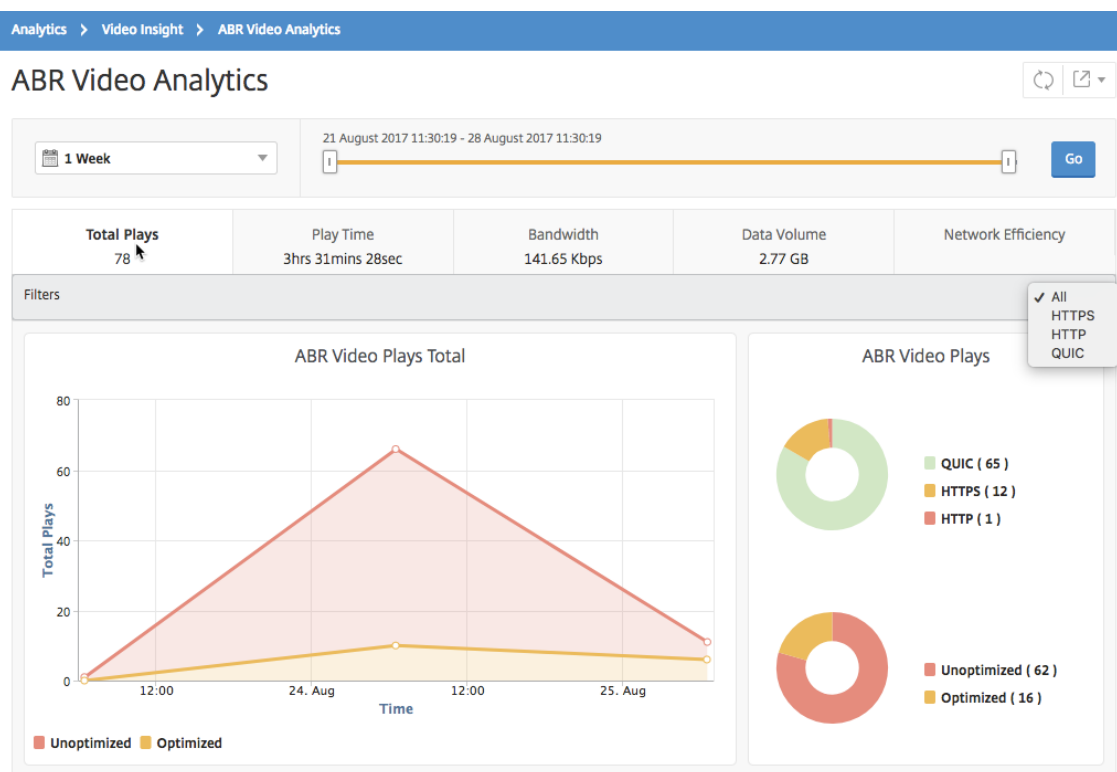 Analytics > Video Insight > ABR Video Analytics
ABR Video Analytics
21 August 2017 11:30:19 - 28 August 2017 11:30:19
1 Week
Go
Total Plays
78
Play Time
3hrs 31mins 28sec
Bandwidth
141.65 Kbps
Data Volume
2.77 GB
Network Efficiency
Filters
✓ All
HTTPS
HTTP
QUIC
ABR Video Plays Total
80
60
40
20
0
Total Plays
12:00
24. Aug
12:00
25. Aug
Time
Unoptimized
Optimized
ABR Video Plays
QUIC ( 65 )
HTTPS ( 12 )
HTTP ( 1 )
Unoptimized ( 62 )
Optimized ( 16 )